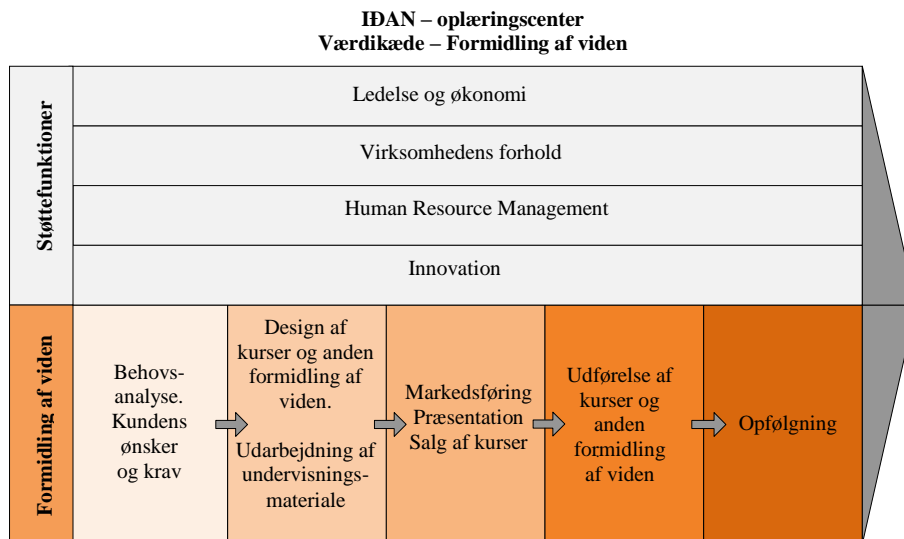 IÐAN – oplæringscenter
Værdikæde – Formidling af viden
Støttefunktioner
Ledelse og økonomi
Virksomhedens forhold
Human Resource Management
Innovation
Formidling af viden
Behovs-
analyse.
Kundens
ønsker
og krav
Design af
kurser og anden
formidling af
viden.
Udarbejdning af
undervisnings-
materiale
Markedsføring
Præsentation
Salg af kurser
Udførelse af
kurser og
anden
formidling
af viden
Opfølgning